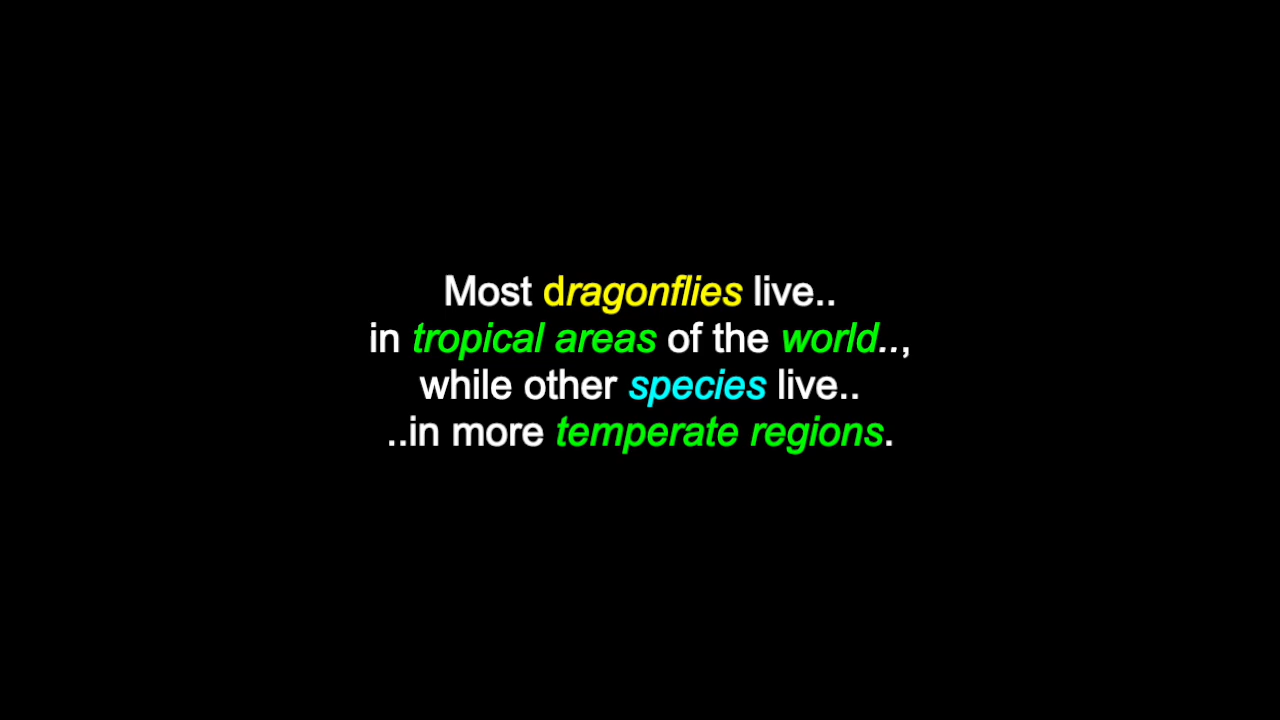 Most dragonflies live..
in tropical areas of the world..,
while other species live..
..in more temperate regions.